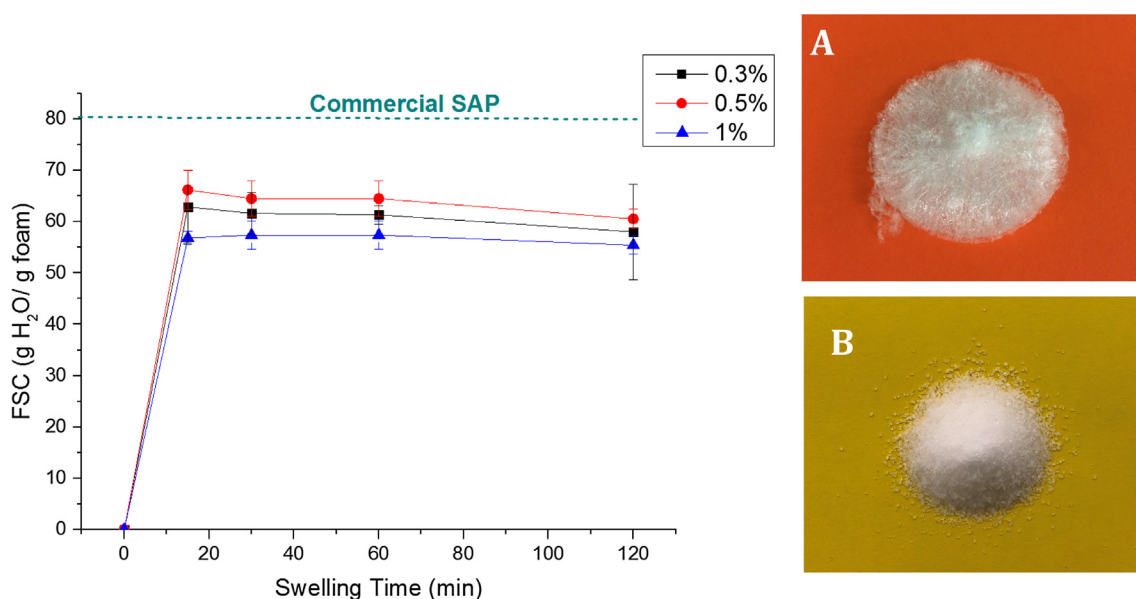 0.3%
0.5%
1%
Commercial SAP
80
70
60
50
40
30
20
10
0
FSC (g H₂O/ g foam)
0 20 40 60 80 100 120
Swelling Time (min)
A
B